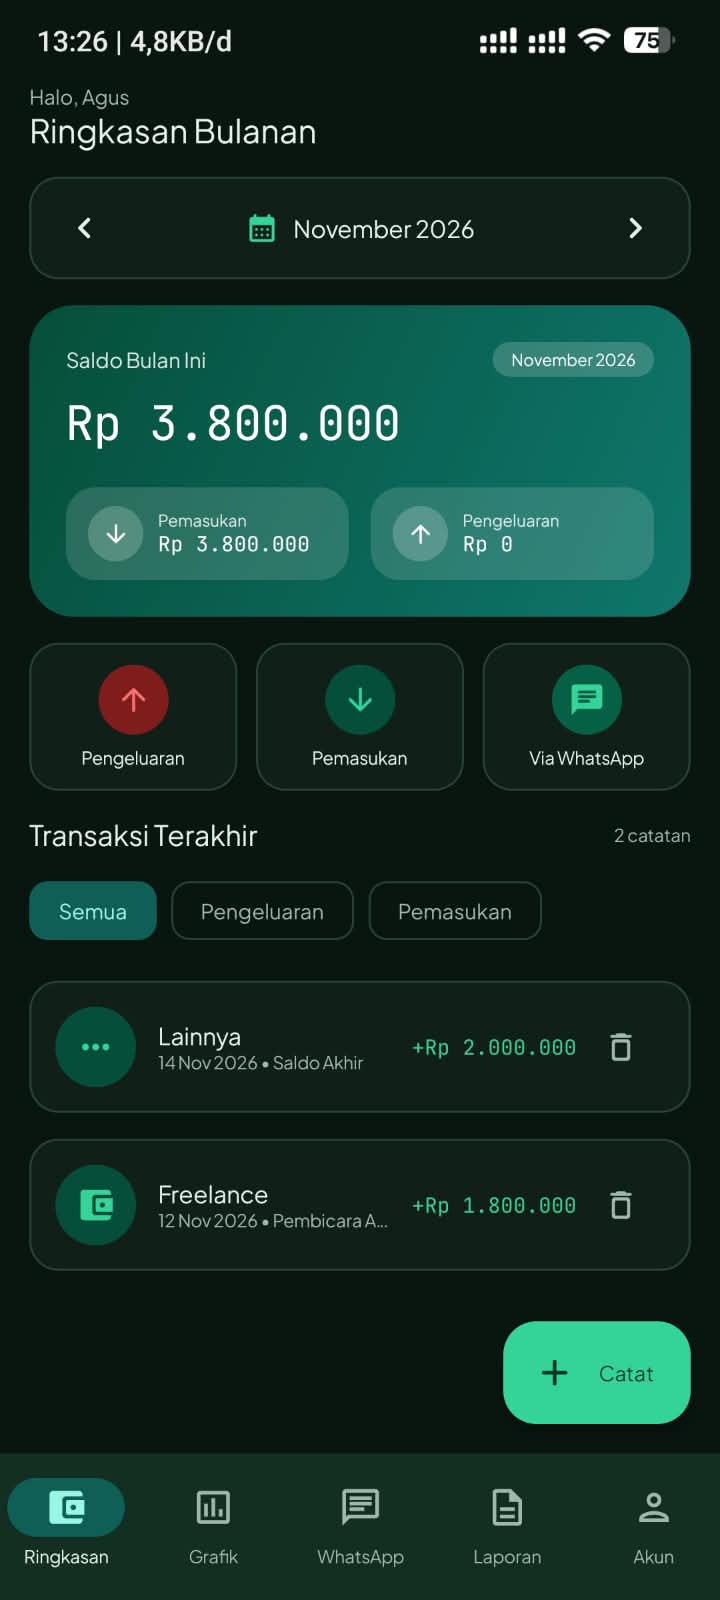 13:26 | 4,8KB/d
75
Halo, Agus
Ringkasan Bulanan
November 2026
Saldo Bulan Ini
November 2026
Rp 3.800.000
Pemasukan
Rp 3.800.000
Pengeluaran
Rp 0
Pengeluaran
Pemasukan
Via WhatsApp
Transaksi Terakhir
2 catatan
Semua
Pengeluaran
Pemasukan
Lainnya
14 Nov 2026 • Saldo Akhir
+Rp 2.000.000
Freelance
12 Nov 2026 • Pembicara A...
+Rp 1.800.000
Catat
Ringkasan
Grafik
WhatsApp
Laporan
Akun